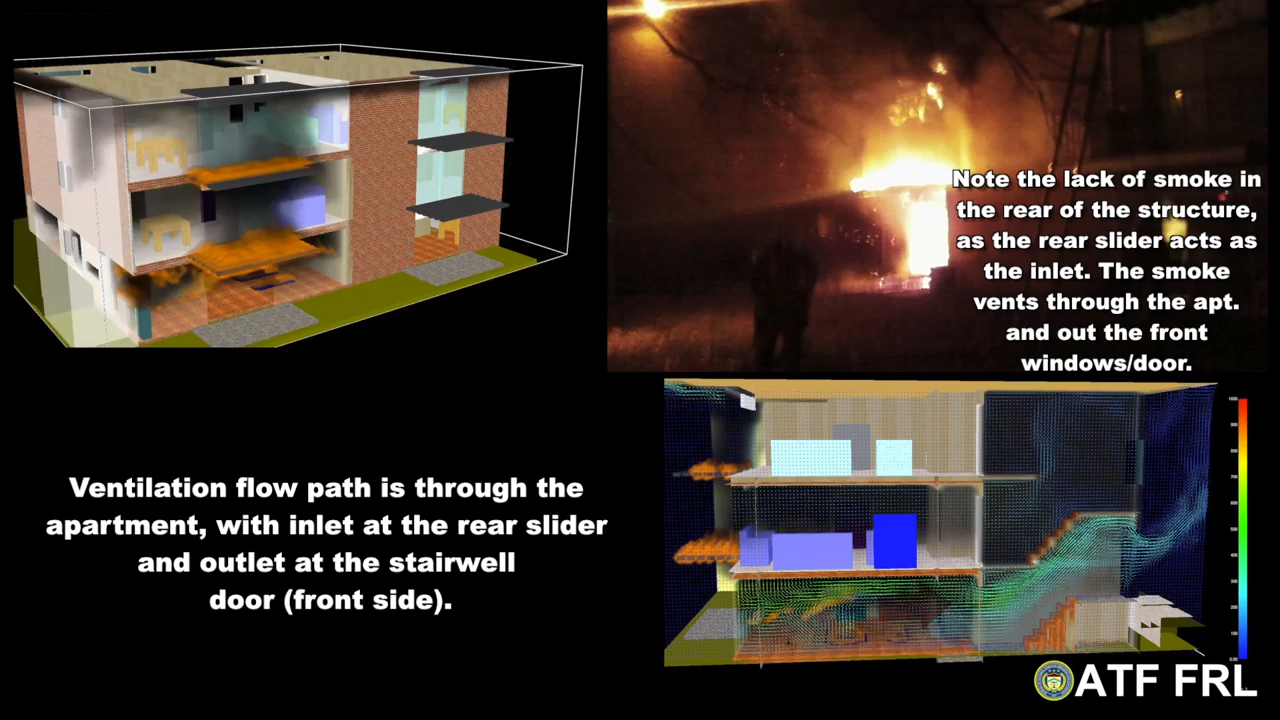 Note the lack of smoke in
the rear of the structure,
as the rear slider acts as
the inlet. The smoke
vents through the apt.
and out the front
windows/door.
Ventilation flow path is through the
apartment, with inlet at the rear slider
and outlet at the stairwell
door (front side).
ATF FRL